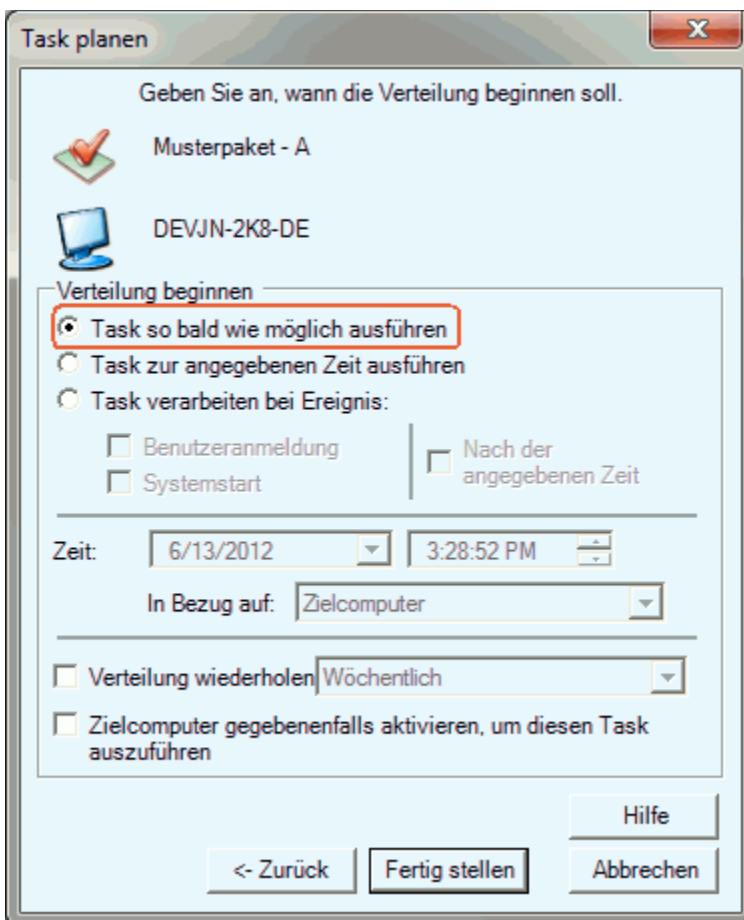 Task planen
Geben Sie an, wann die Verteilung beginnen soll.
Musterpaket - A
DEVJN-2K8-DE
Verteilung beginnen
Task so bald wie möglich ausführen
Task zur angegebenen Zeit ausführen
Task verarbeiten bei Ereignis:
Benutzeranmeldung
Systemstart
Nach der
angegebenen Zeit
Zeit: 6/13/2012 3:28:52 PM
In Bezug auf: Zielcomputer
Verteilung wiederholen Wöchentlich
Zielcomputer gegebenenfalls aktivieren, um diesen Task
auszuführen
Hilfe
<- Zurück Fertig stellen Abbrechen